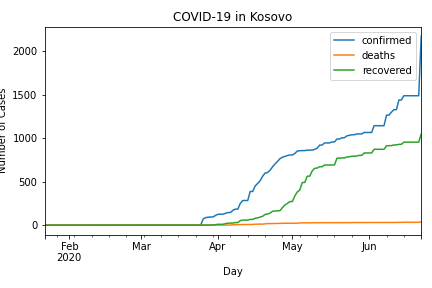 COVID-19 in Kosovo
confirmed
deaths
recovered
2000
1500
1000
500
0
Number of Cases
Feb
2020
Mar
Apr
May
Jun
Day